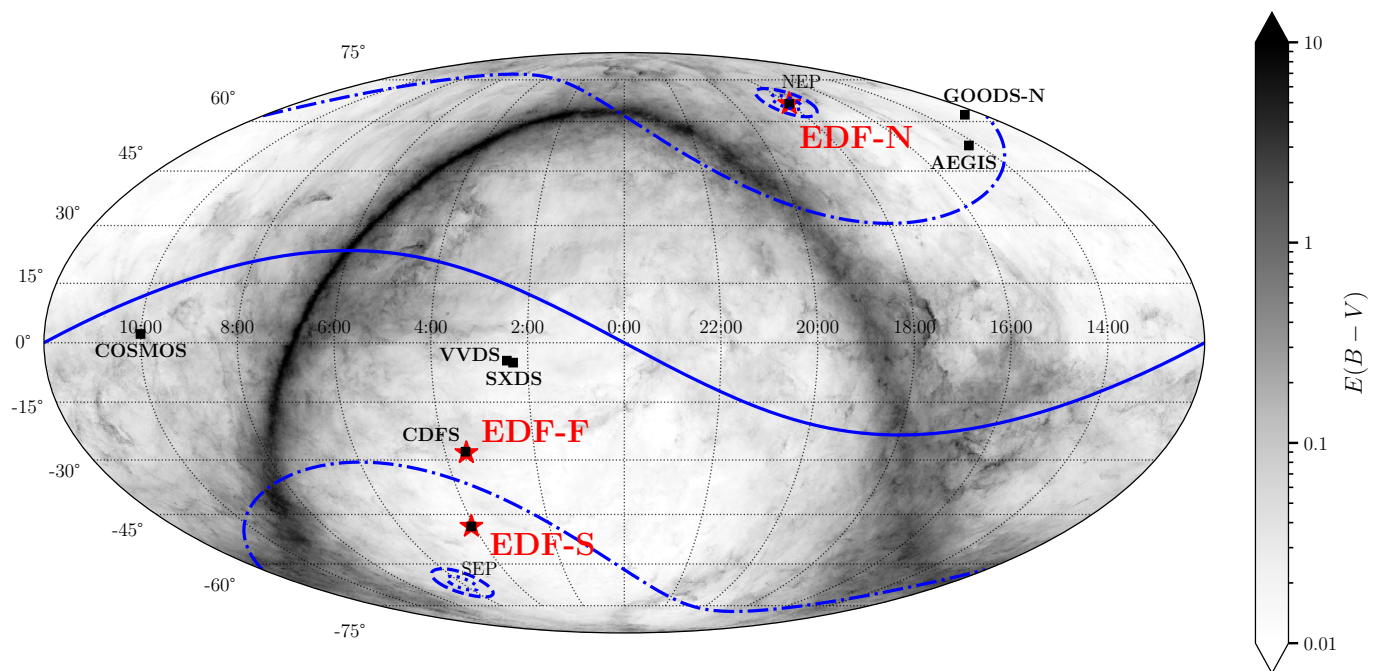 75°
NEP
10
60°
GOODS-N
EDF-N
45°
AEGIS
30°
1
15°
10:00 8:00 6:00 4:00 2:00 0:00 22:00 20:00 18:00 16:00 14:00
0°
COSMOS
VVDS
SXDS
E(B − V)
-15°
CDFS
EDF-F
0.1
-30°
-45°
EDF-S
SEP
-60°
-75°
0.01